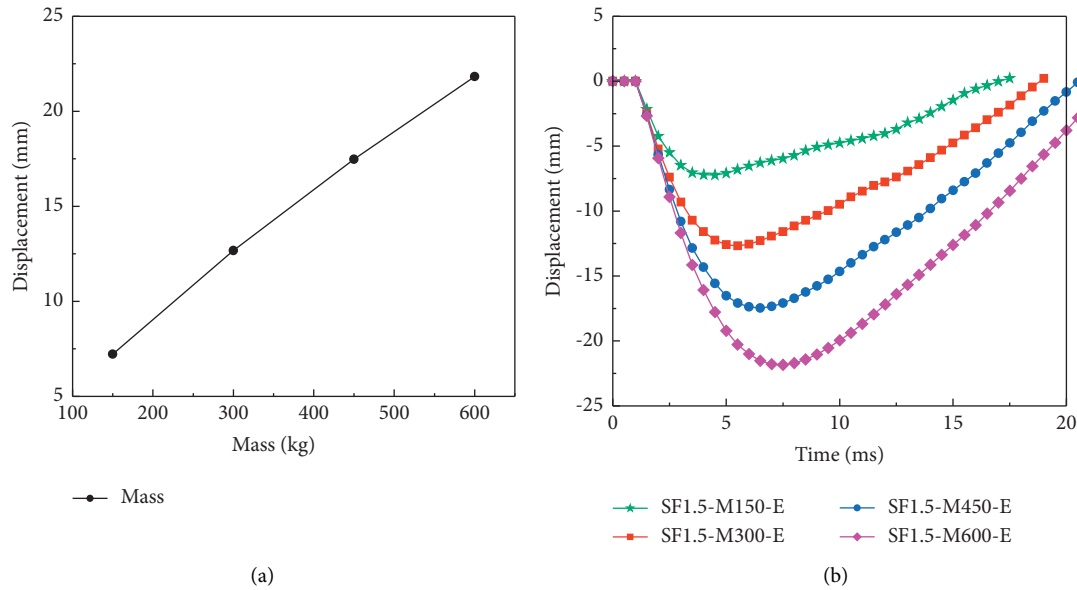 25
20
15
10
5
Displacement (mm)
100 200 300 400 500 600
Mass (kg)
Mass
(a)
5
0
-5
-10
-15
-20
-25
Displacement (mm)
0 5 10 15 20
Time (ms)
SF1.5-M150-E SF1.5-M450-E
SF1.5-M300-E SF1.5-M600-E
(b)